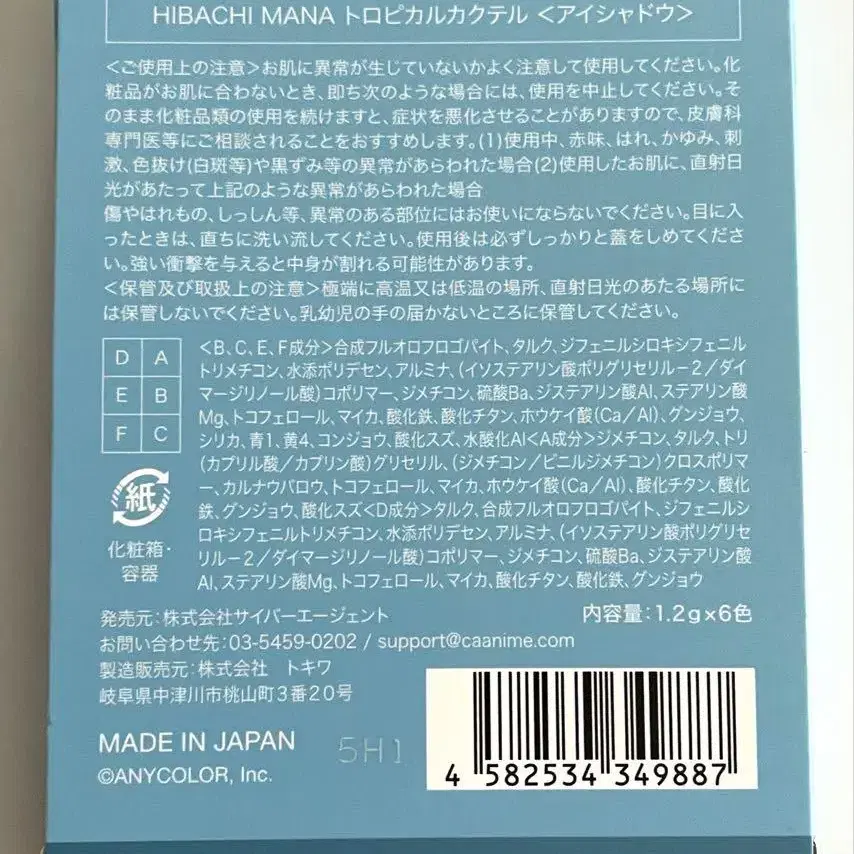 HIBACHI MANA トロピカルカクテル <アイシャドウ>
<ご使用上の注意>お肌に異常が生じていないかよく注意して使用してください。化
粧品がお肌に合わないとき、即ち次のような場合には、使用を中止してください。そ
のまま化粧品類の使用を続けますと、症状を悪化させることがありますので、皮膚科
専門医等にご相談されることをおすすめします。(1)使用中、赤味、はれ、かゆみ、刺
激、色抜け(白斑等)や黒ずみ等の異常があらわれた場合(2)使用したお肌に、直射日
光があたって上記のような異常があらわれた場合
傷やはれもの、しっしん等、異常のある部位にはお使いにならないでください。目に入
ったときは、直ちに洗い流してください。使用後は必ずしっかりと蓋をしめてくださ
い。強い衝撃を与えると中身が割れる可能性があります。
<保管及び取扱上の注意>極端に高温又は低温の場所、直射日光のあたる場所に
は保管しないでください。乳幼児の手の届かないところに保管してください。
D A
E B
F C
<B、C、E、F成分>合成フルオロフロゴパイト、タルク、ジフェニルシロキシフェニル
トリメチコン、水添ポリデセン、アルミナ、(イソステアリン酸ポリグリセリル－2／ダイ
マージリノール酸)コポリマー、ジメチコン、硫酸Ba、ジステアリン酸Al、ステアリン酸
Mg、トコフェロール、マイカ、酸化鉄、酸化チタン、ホウケイ酸(Ca／Al)、グンジョウ、
シリカ、青1、黄4、コンジョウ、酸化スズ、水酸化Al<A成分>ジメチコン、タルク、トリ
(カプリル酸／カプリン酸)グリセリル、(ジメチコン／ビニルジメチコン)クロスポリマ
ー、カルナウバロウ、トコフェロール、マイカ、ホウケイ酸(Ca／Al)、酸化チタン、酸化
鉄、グンジョウ、酸化スズ<D成分>タルク、合成フルオロフロゴパイト、ジフェニルシ
ロキシフェニルトリメチコン、水添ポリデセン、アルミナ、(イソステアリン酸ポリグリセ
リル－2／ダイマージリノール酸)コポリマー、ジメチコン、硫酸Ba、ジステアリン酸
Al、ステアリン酸Mg、トコフェロール、マイカ、酸化チタン、酸化鉄、グンジョウ
紙
化粧箱・
容器
発売元：株式会社サイバーエージェント
内容量：1.2g×6色
お問い合わせ先：03-5459-0202 / support@caanime.com
製造販売元：株式会社 トキワ
岐阜県中津川市桃山町3番20号
MADE IN JAPAN
5H1
©ANYCOLOR, Inc.
4 582534 349887